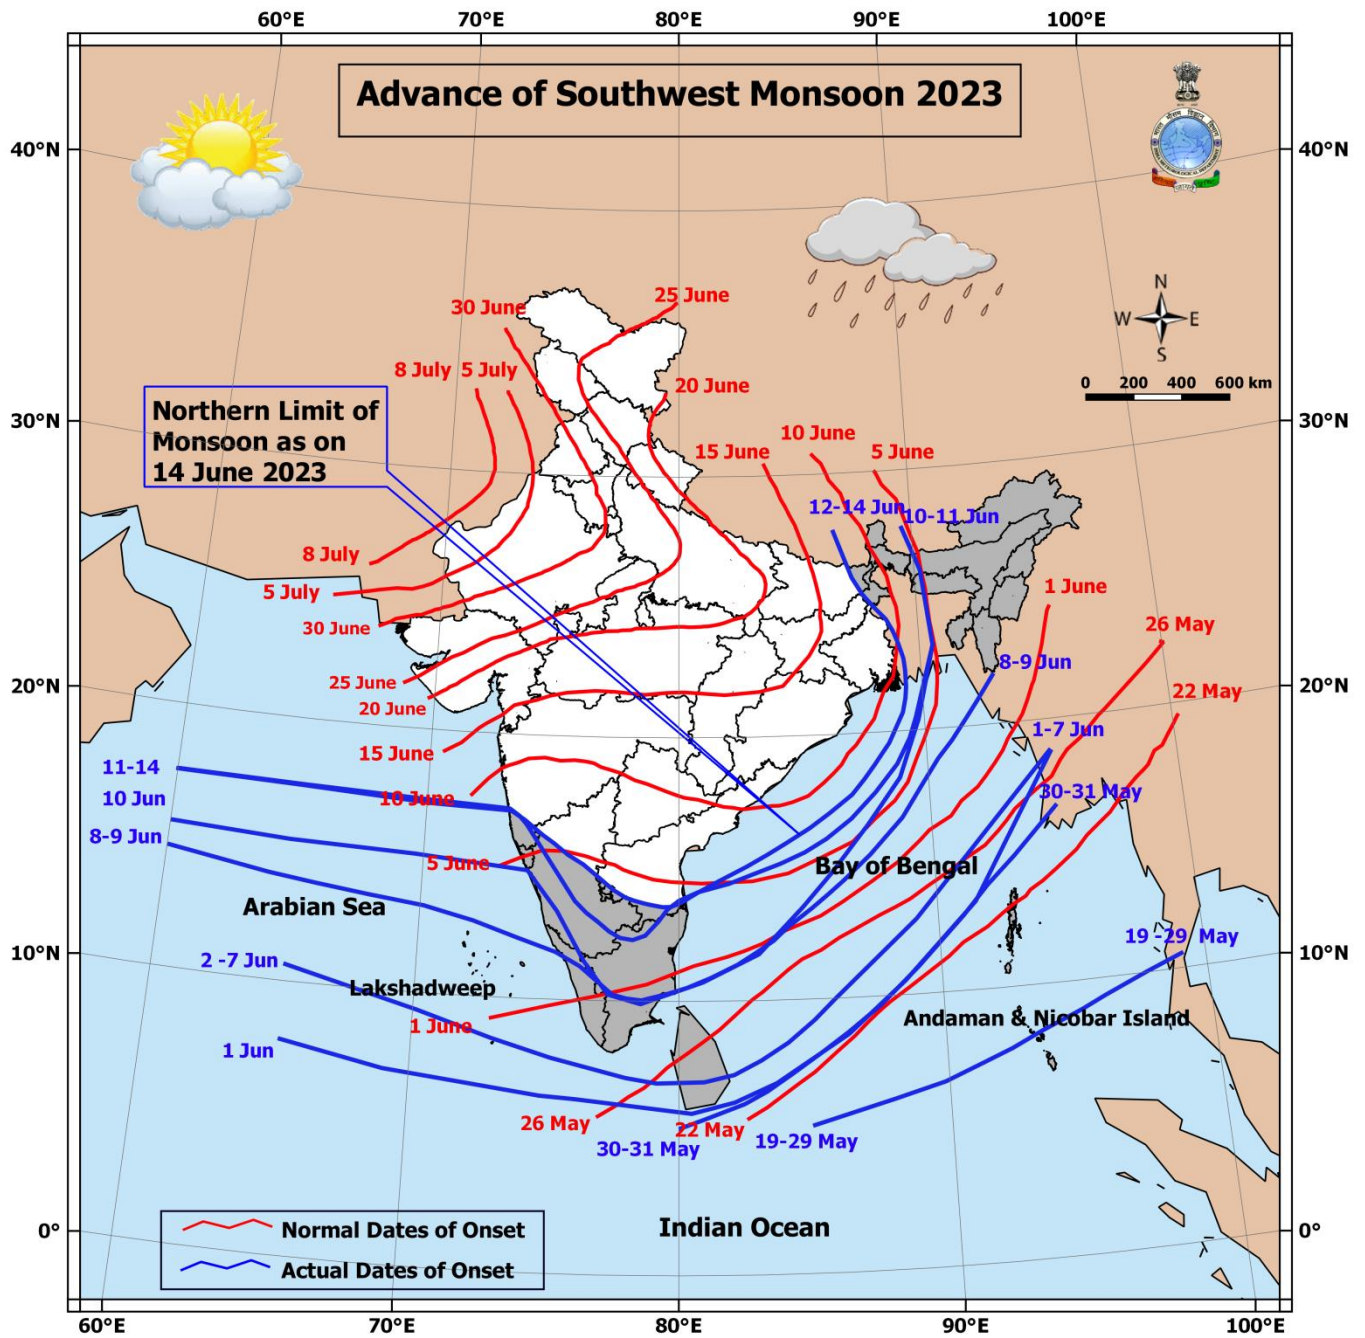 60°E 70°E 80°E 90°E 100°E
Advance of Southwest Monsoon 2023
40°N 40°N
N
W E
S
0 200 400 600 km
30 June 25 June
8 July 5 July 20 June
Northern Limit of
Monsoon as on
14 June 2023
30°N 30°N
15 June 10 June 5 June
12-14 Jun 10-11 Jun
8 July
5 July
1 June
30 June
26 May
8-9 Jun
25 June
20°N 20°N
22 May
20 June
15 June
1-7 Jun
11-14
10 Jun
10 June
30-31 May
8-9 Jun
5 June
Bay of Bengal
Arabian Sea
19 -29 May
10°N 10°N
2 -7 Jun
Lakshadweep
1 June
Andaman & Nicobar Island
1 Jun
26 May
22 May
30-31 May
19-29 May
0° 0°
Indian Ocean
Normal Dates of Onset
Actual Dates of Onset
60°E 70°E 80°E 90°E 100°E